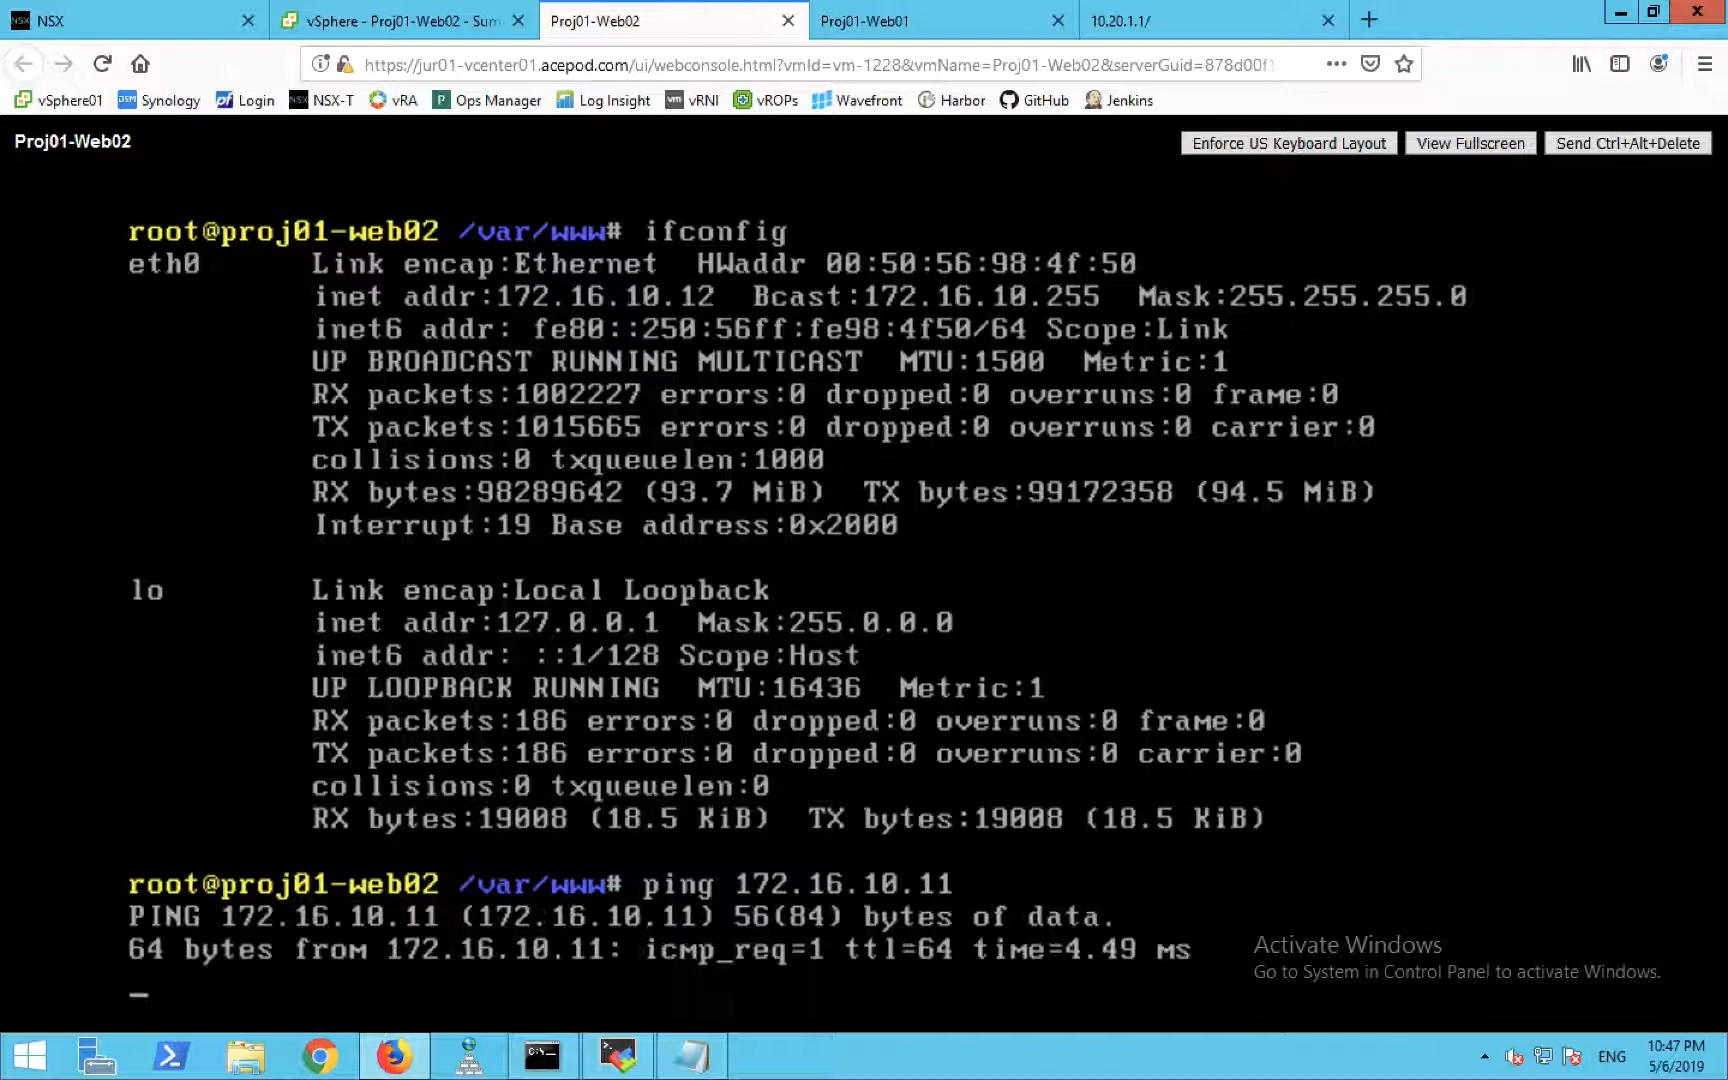 NSX
vSphere - Proj01-Web02 - Sum
Proj01-Web02
Proj01-Web01
10.20.1.1/
https://jur01-vcenter01.acepod.com/ui/webconsole.html?vmId=vm-1228&vmName=Proj01-Web02&serverGuid=878d00f1
vSphere01
DSM Synology
pf Login
NSX NSX-T
vRA
P Ops Manager
Log Insight
vm vRNI
vROPs
Wavefront
Harbor
GitHub
Jenkins
Proj01-Web02
Enforce US Keyboard Layout
View Fullscreen
Send Ctrl+Alt+Delete
root@proj01-web02 /var/www# ifconfig
eth0 Link encap:Ethernet HWaddr 00:50:56:98:4f:50
inet addr:172.16.10.12 Bcast:172.16.10.255 Mask:255.255.255.0
inet6 addr: fe80::250:56ff:fe98:4f50/64 Scope:Link
UP BROADCAST RUNNING MULTICAST MTU:1500 Metric:1
RX packets:1002227 errors:0 dropped:0 overruns:0 frame:0
TX packets:1015665 errors:0 dropped:0 overruns:0 carrier:0
collisions:0 txqueuelen:1000
RX bytes:98289642 (93.7 MiB) TX bytes:99172358 (94.5 MiB)
Interrupt:19 Base address:0x2000
lo Link encap:Local Loopback
inet addr:127.0.0.1 Mask:255.0.0.0
inet6 addr: ::1/128 Scope:Host
UP LOOPBACK RUNNING MTU:16436 Metric:1
RX packets:186 errors:0 dropped:0 overruns:0 frame:0
TX packets:186 errors:0 dropped:0 overruns:0 carrier:0
collisions:0 txqueuelen:0
RX bytes:19008 (18.5 KiB) TX bytes:19008 (18.5 KiB)
root@proj01-web02 /var/www# ping 172.16.10.11
PING 172.16.10.11 (172.16.10.11) 56(84) bytes of data.
64 bytes from 172.16.10.11: icmp_req=1 ttl=64 time=4.49 ms
Activate Windows
Go to System in Control Panel to activate Windows.
ENG
10:47 PM
5/6/2019